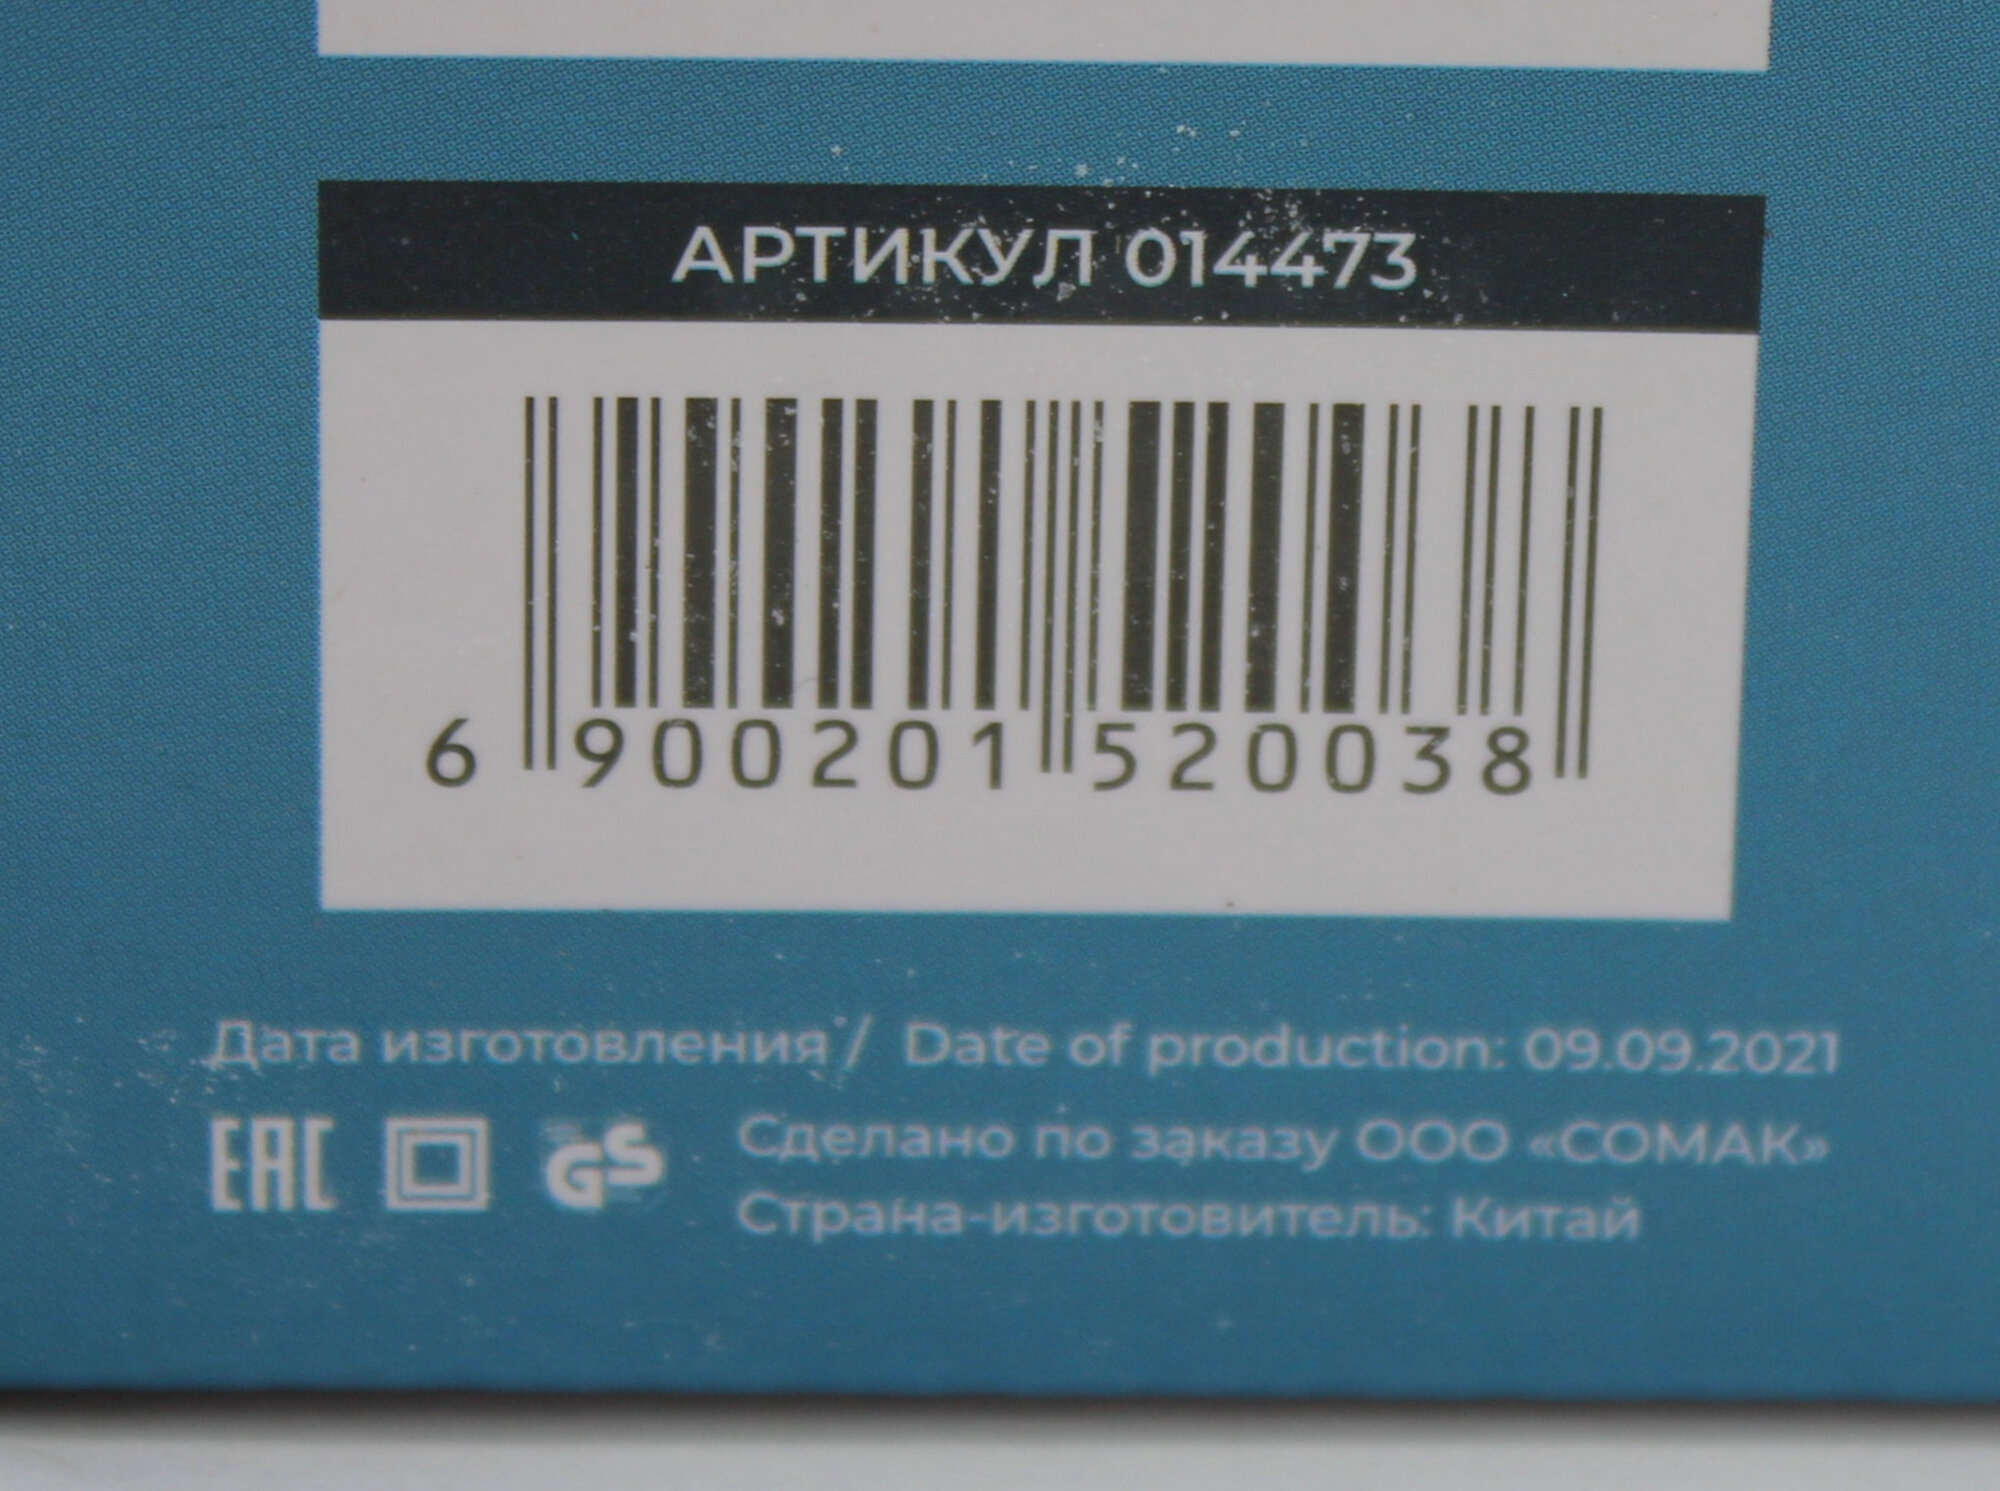 АРТИКУЛ 014473
6 900201 520038
Дата изготовления / Date of production: 09.09.2021
EAC GS Сделано по заказу ООО «СОМАК»
Страна-изготовитель: Китай